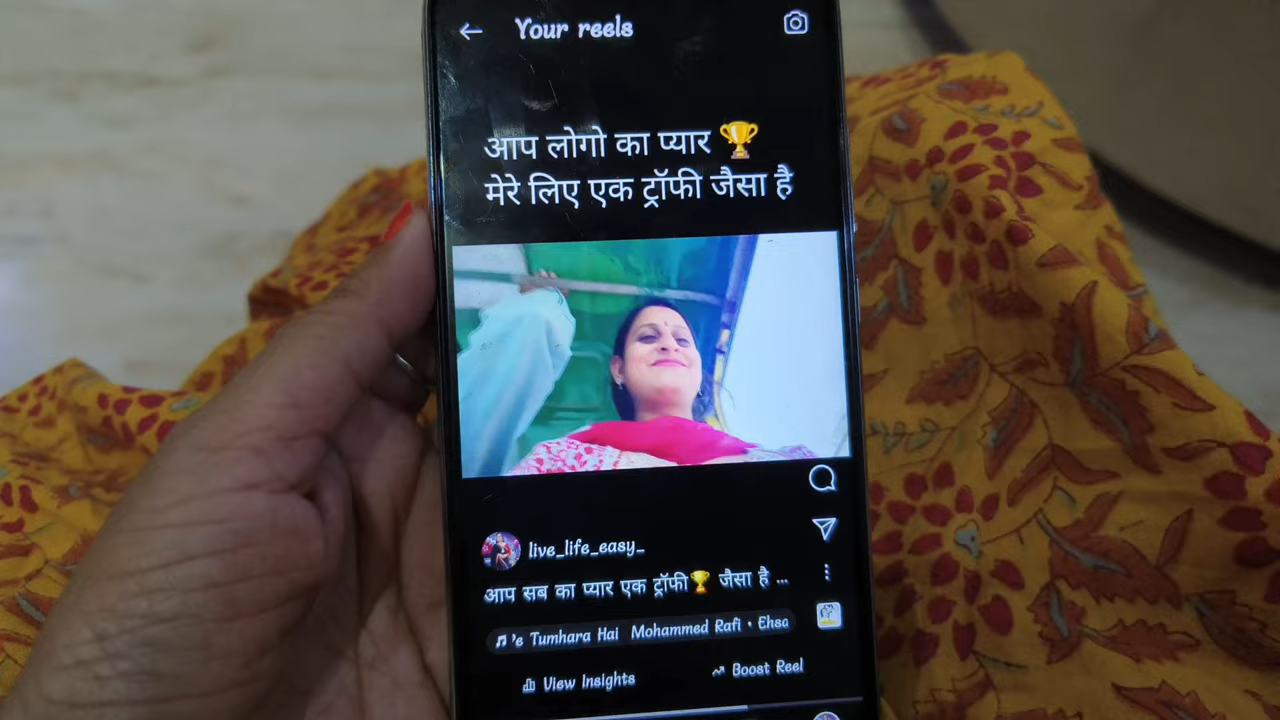 Your reels
आप लोगो का प्यार 🏆
मेरे लिए एक ट्रॉफी जैसा है
live_life_easy_
आप सब का प्यार एक ट्रॉफी🏆 जैसा है ...
'e Tumhara Hai Mohammed Rafi • Ehsa
View Insights
Boost Reel